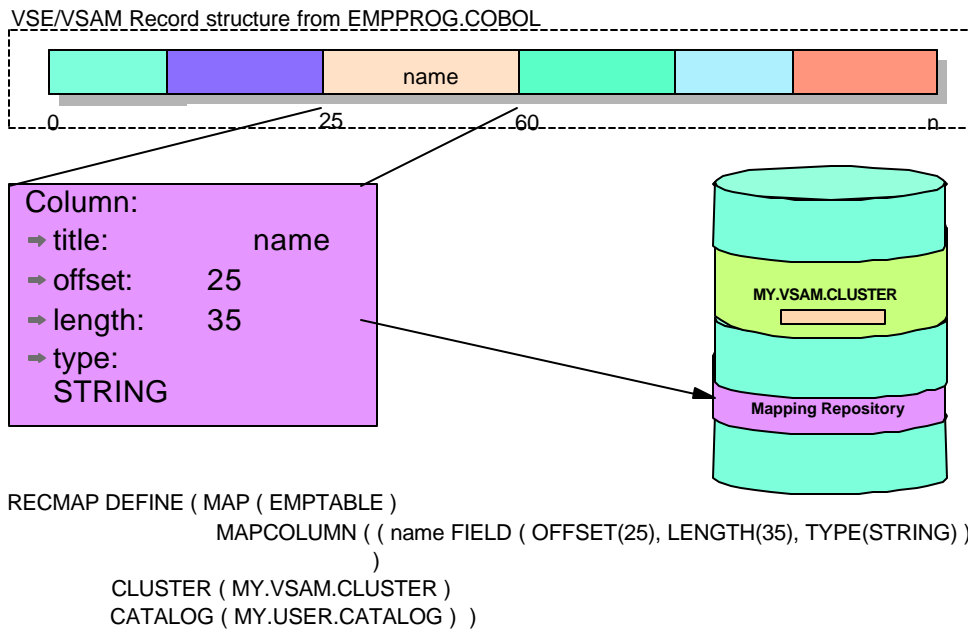 VSE/VSAM Record structure from EMPPROG.COBOL
name
0 25 60 n
Column:
title: name
offset: 25
length: 35
type:
STRING
MY.VSAM.CLUSTER
Mapping Repository
RECMAP DEFINE ( MAP ( EMPTABLE )
MAPCOLUMN ( ( name FIELD ( OFFSET(25), LENGTH(35), TYPE(STRING) )
)
CLUSTER ( MY.VSAM.CLUSTER )
CATALOG ( MY.USER.CATALOG ) )